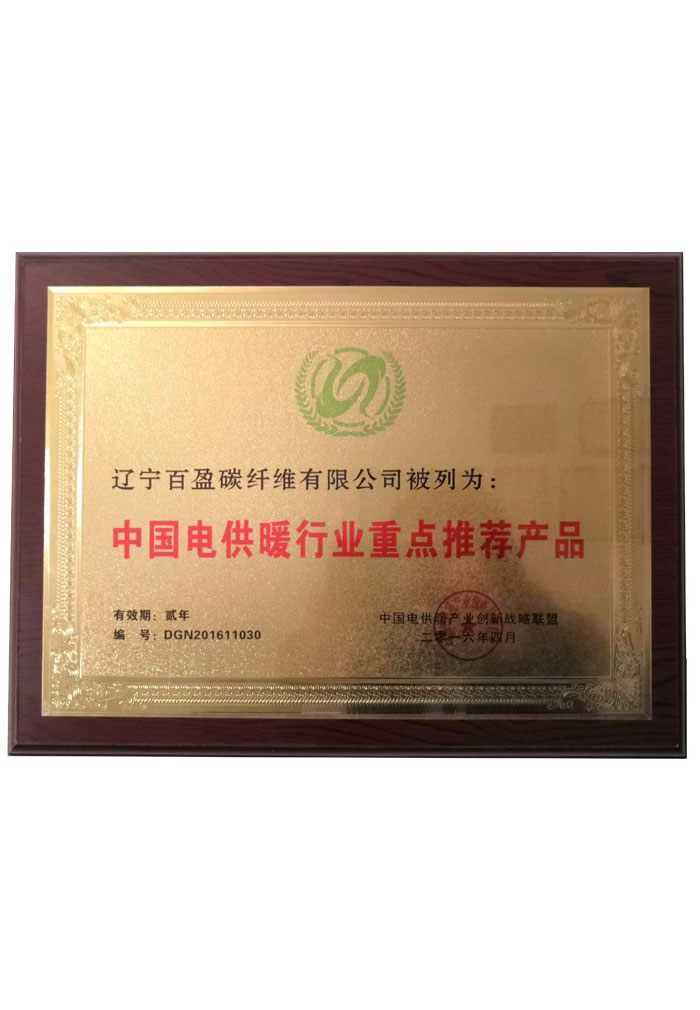 辽宁百盈碳纤维有限公司被列为：
中国电供暖行业重点推荐产品
有效期：贰年
编 号：DGN201611030
中国电供暖产业创新战略联盟
二零一六年四月